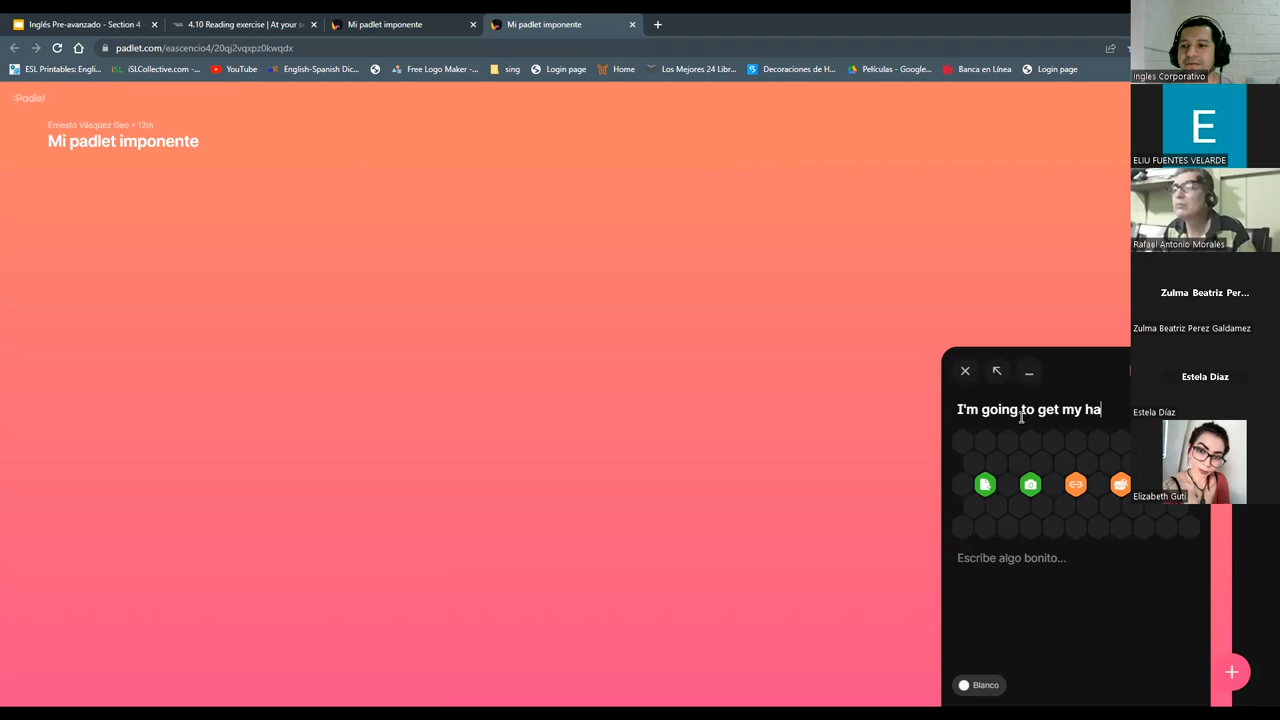 Inglés Pre-avanzado - Section 4
4.10 Reading exercise | At your s
Mi padlet imponente
Mi padlet imponente
padlet.com/eascencio4/20qj2vqxpz0kwqdx
ESL Printables: Engli...
iSLCollective.com -...
YouTube
English-Spanish Dic...
Free Logo Maker -...
sing
Login page
Home
Los Mejores 24 Libr...
Decoraciones de H...
Películas - Google...
Banca en Línea
Login page
:Padlet
Ernesto Vásquez Geo • 12m
Mi padlet imponente
I'm going to get my ha
Escribe algo bonito...
Blanco
Ingles Corporativo
E
ELIU FUENTES VELARDE
Rafael Antonio Morales
Zulma Beatriz Per...
Zulma Beatriz Perez Galdamez
Estela Díaz
Estela Díaz
Elizabeth Guti